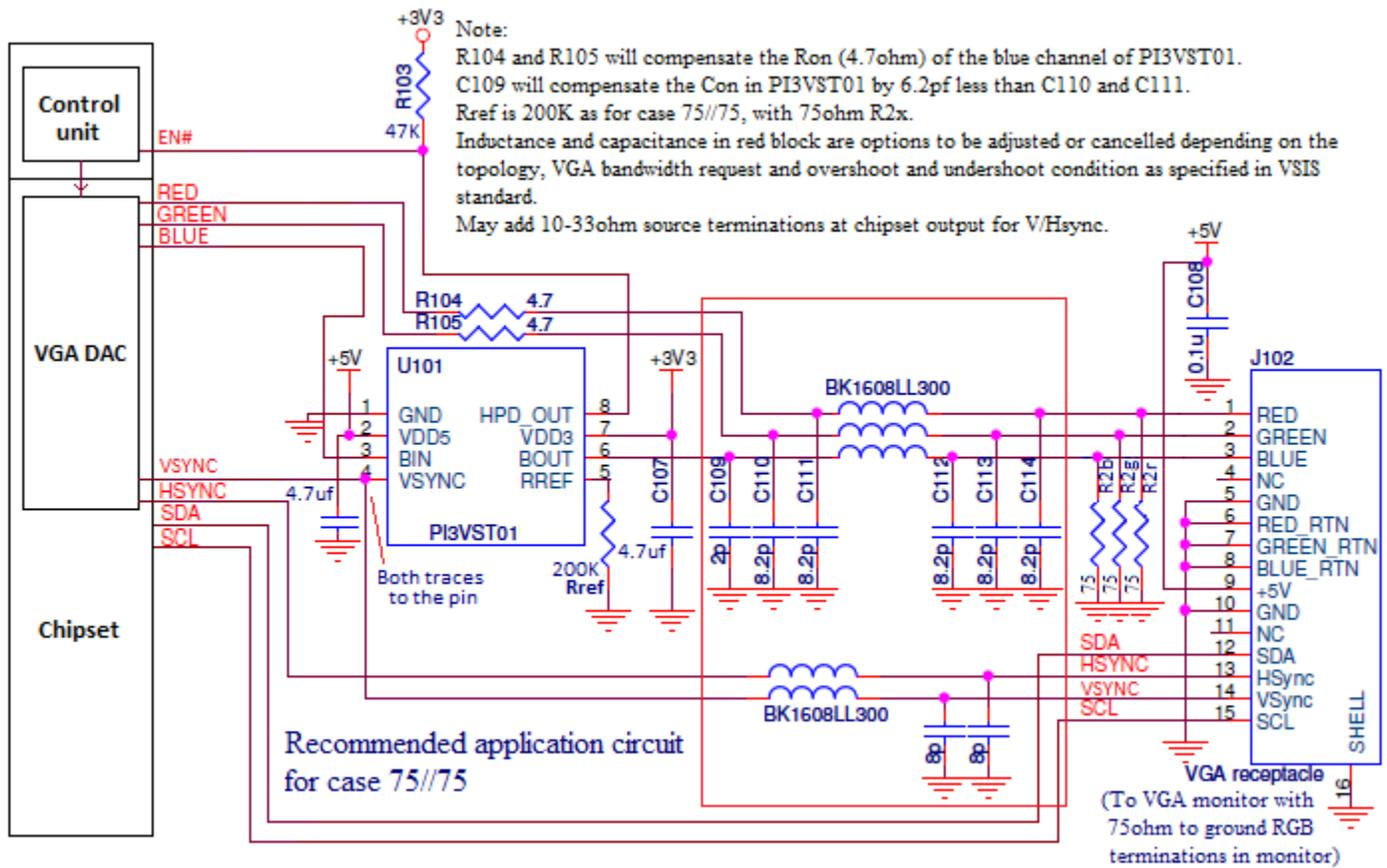 +3V3
Note:
R104 and R105 will compensate the Ron (4.7ohm) of the blue channel of PI3VST01.
C109 will compensate the Con in PI3VST01 by 6.2pf less than C110 and C111.
Rref is 200K as for case 75//75, with 75ohm R2x.
Inductance and capacitance in red block are options to be adjusted or cancelled depending on the
topology, VGA bandwidth request and overshoot and undershoot condition as specified in VSIS
standard.
May add 10-33ohm source terminations at chipset output for V/Hsync.
R103
47K
Control
unit
EN#
RED
GREEN
BLUE
VGA DAC
VSYNC
HSYNC
SDA
SCL
Chipset
R104 4.7
R105 4.7
+5V
U101
+3V3
1 GND HPD_OUT 8
2 VDD5 VDD3 7
3 BIN BOUT 6
4 VSYNC RREF 5
PI3VST01
4.7uf
Both traces
to the pin
200K
Rref
4.7uf
C107
BK1608LL300
C109
C110
C111
C112
C113
C114
2p
8.2p
8.2p
8.2p
8.2p
8.2p
R2b
R2g
R2r
75
75
75
+5V
C108
0.1u
J102
1 RED
2 GREEN
3 BLUE
4 NC
5 GND
6 RED_RTN
7 GREEN_RTN
8 BLUE_RTN
9 +5V
10 GND
11 NC
12 SDA
13 HSync
14 VSync
15 SCL
SHELL
16
SDA
HSYNC
VSYNC
SCL
BK1608LL300
8p
8p
Recommended application circuit
for case 75//75
VGA receptacle
(To VGA monitor with
75ohm to ground RGB
terminations in monitor)